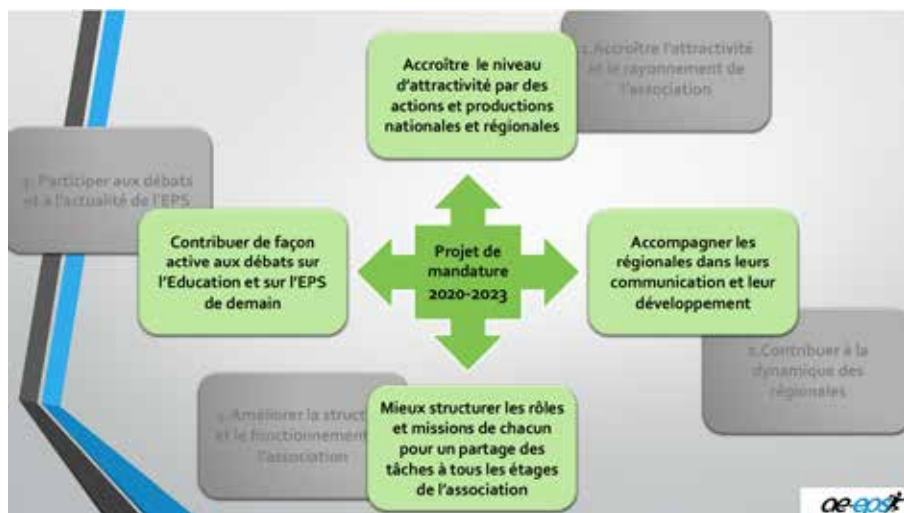 1.Accroître l'attractivité
et le rayonnement de
l'association
Accroître le niveau
d'attractivité par des
actions et productions
nationales et régionales
3. Participer aux débats
et à l'actualité de l'EPS
Contribuer de façon
active aux débats sur
l'Education et sur l'EPS
de demain
Projet de
mandature
2020-2023
Accompagner les
régionales dans leurs
communication et leur
développement
2.Contribuer à la
dynamique des
régionales
4.Améliorer la struct
et le fonctionnement
l'association
Mieux structurer les rôles
et missions de chacun
pour un partage des
tâches à tous les étages
de l'association
ae-eps